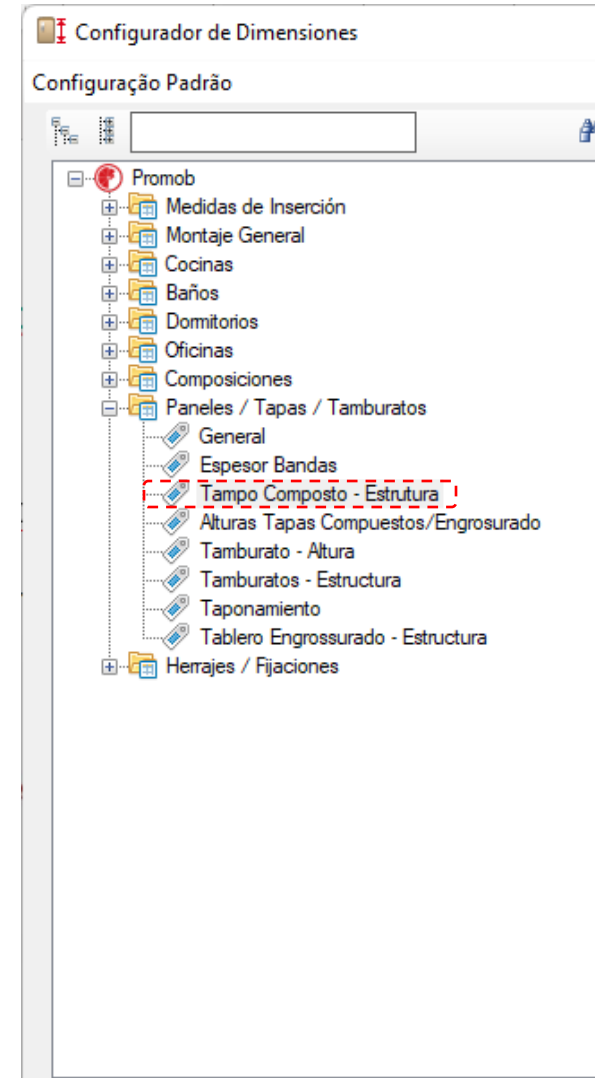 Configurador de Dimensiones
Configuração Padrão
Promob
Medidas de Inserción
Montaje General
Cocinas
Baños
Dormitorios
Oficinas
Composiciones
Paneles / Tapas / Tamburatos
General
Espesor Bandas
Tampo Composto - Estrutura
Alturas Tapas Compuestos/Engrosurado
Tamburato - Altura
Tamburatos - Estructura
Taponamiento
Tablero Engrossurado - Estructura
Herrajes / Fijaciones